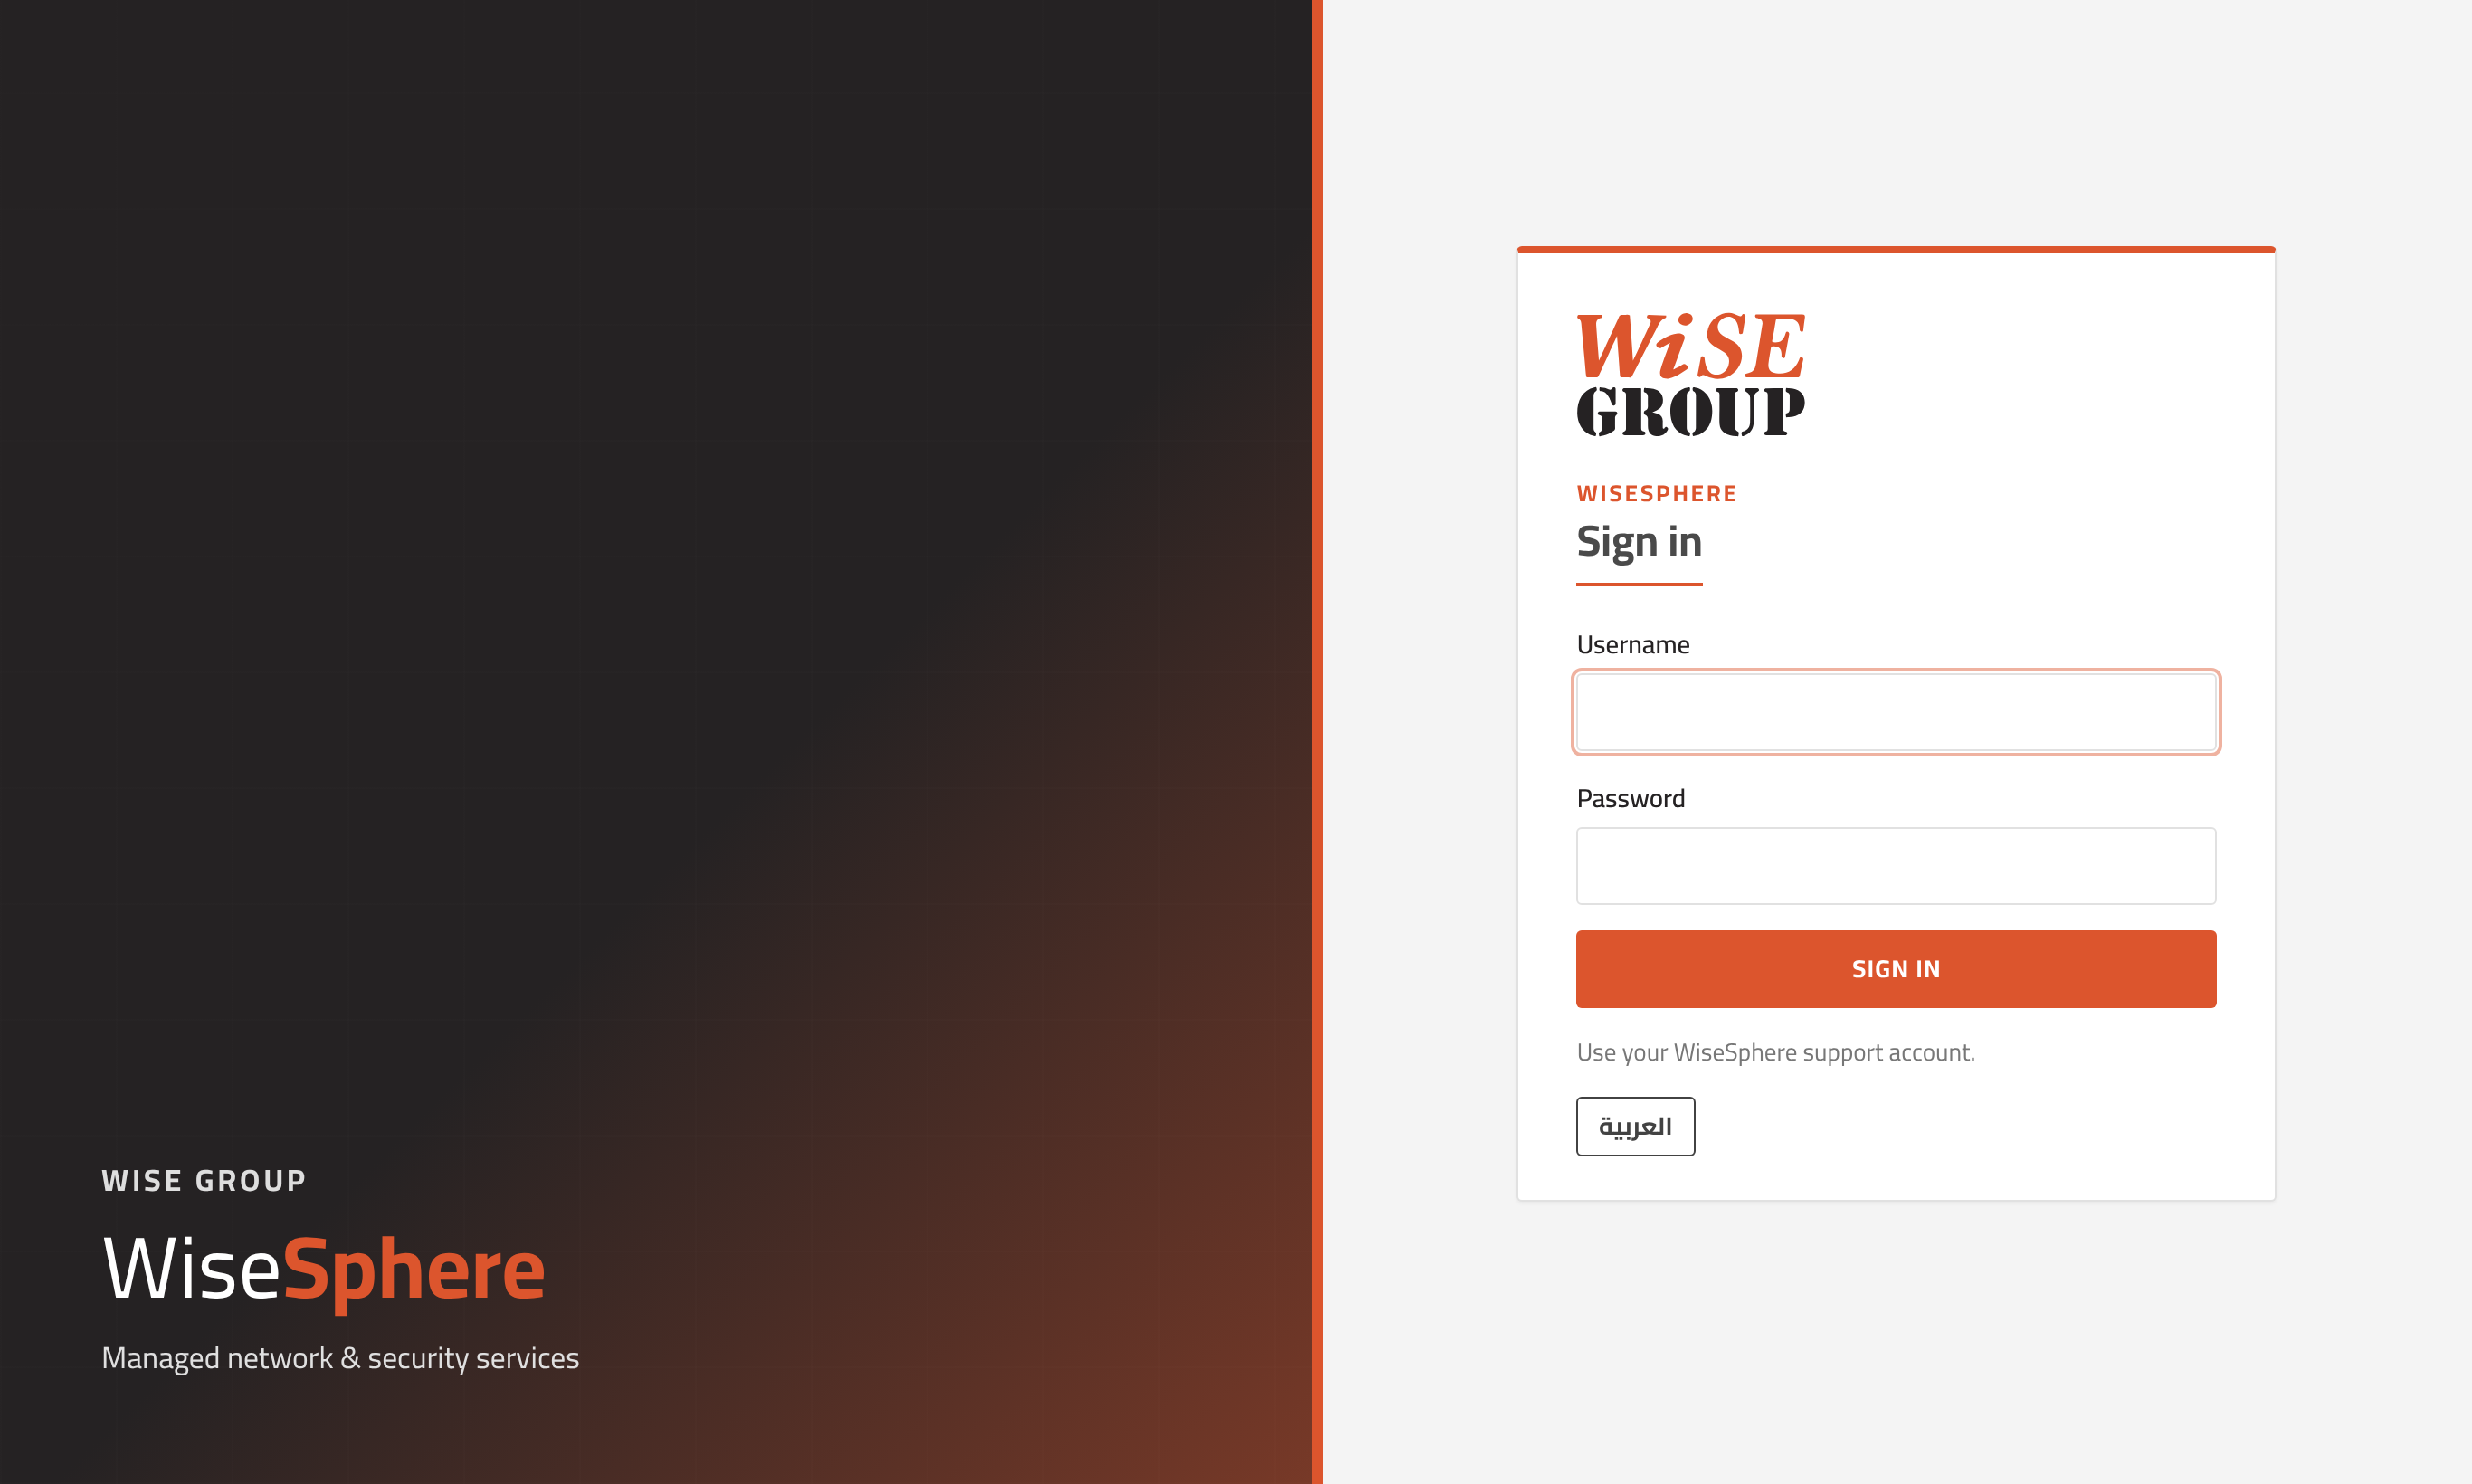 WISE GROUP
WiseSphere
Managed network & security services
WiSE
GROUP
WISESPHERE
Sign in
Username
Password
SIGN IN
Use your WiseSphere support account.
العربية